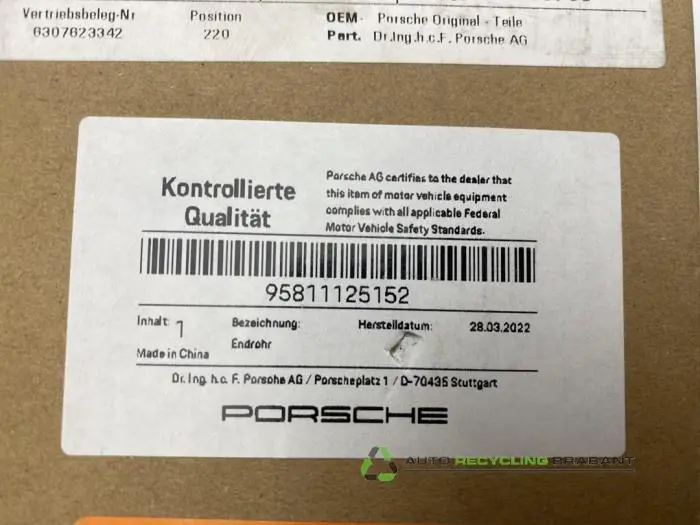 Vertriebsbeleg-Nr Position OEM- Porsche Original - Teile
6307623342 220 Part. Dr.Ing.h.c.F. Porsche AG
Kontrollierte
Qualität
Porsche AG certifies to the dealer that
this item of motor vehicle equipment
complies with all applicable Federal
Motor Vehicle Safety Standards.
95811125152
Inhalt: 1 Bezeichnung: Herstelldatum: 28.03.2022
Endrohr
Made in China
Dr. Ing. h.c. F. Porsche AG / Porscheplatz 1 / D-70435 Stuttgart
PORSCHE
AUTO RECYCLING BRABANT